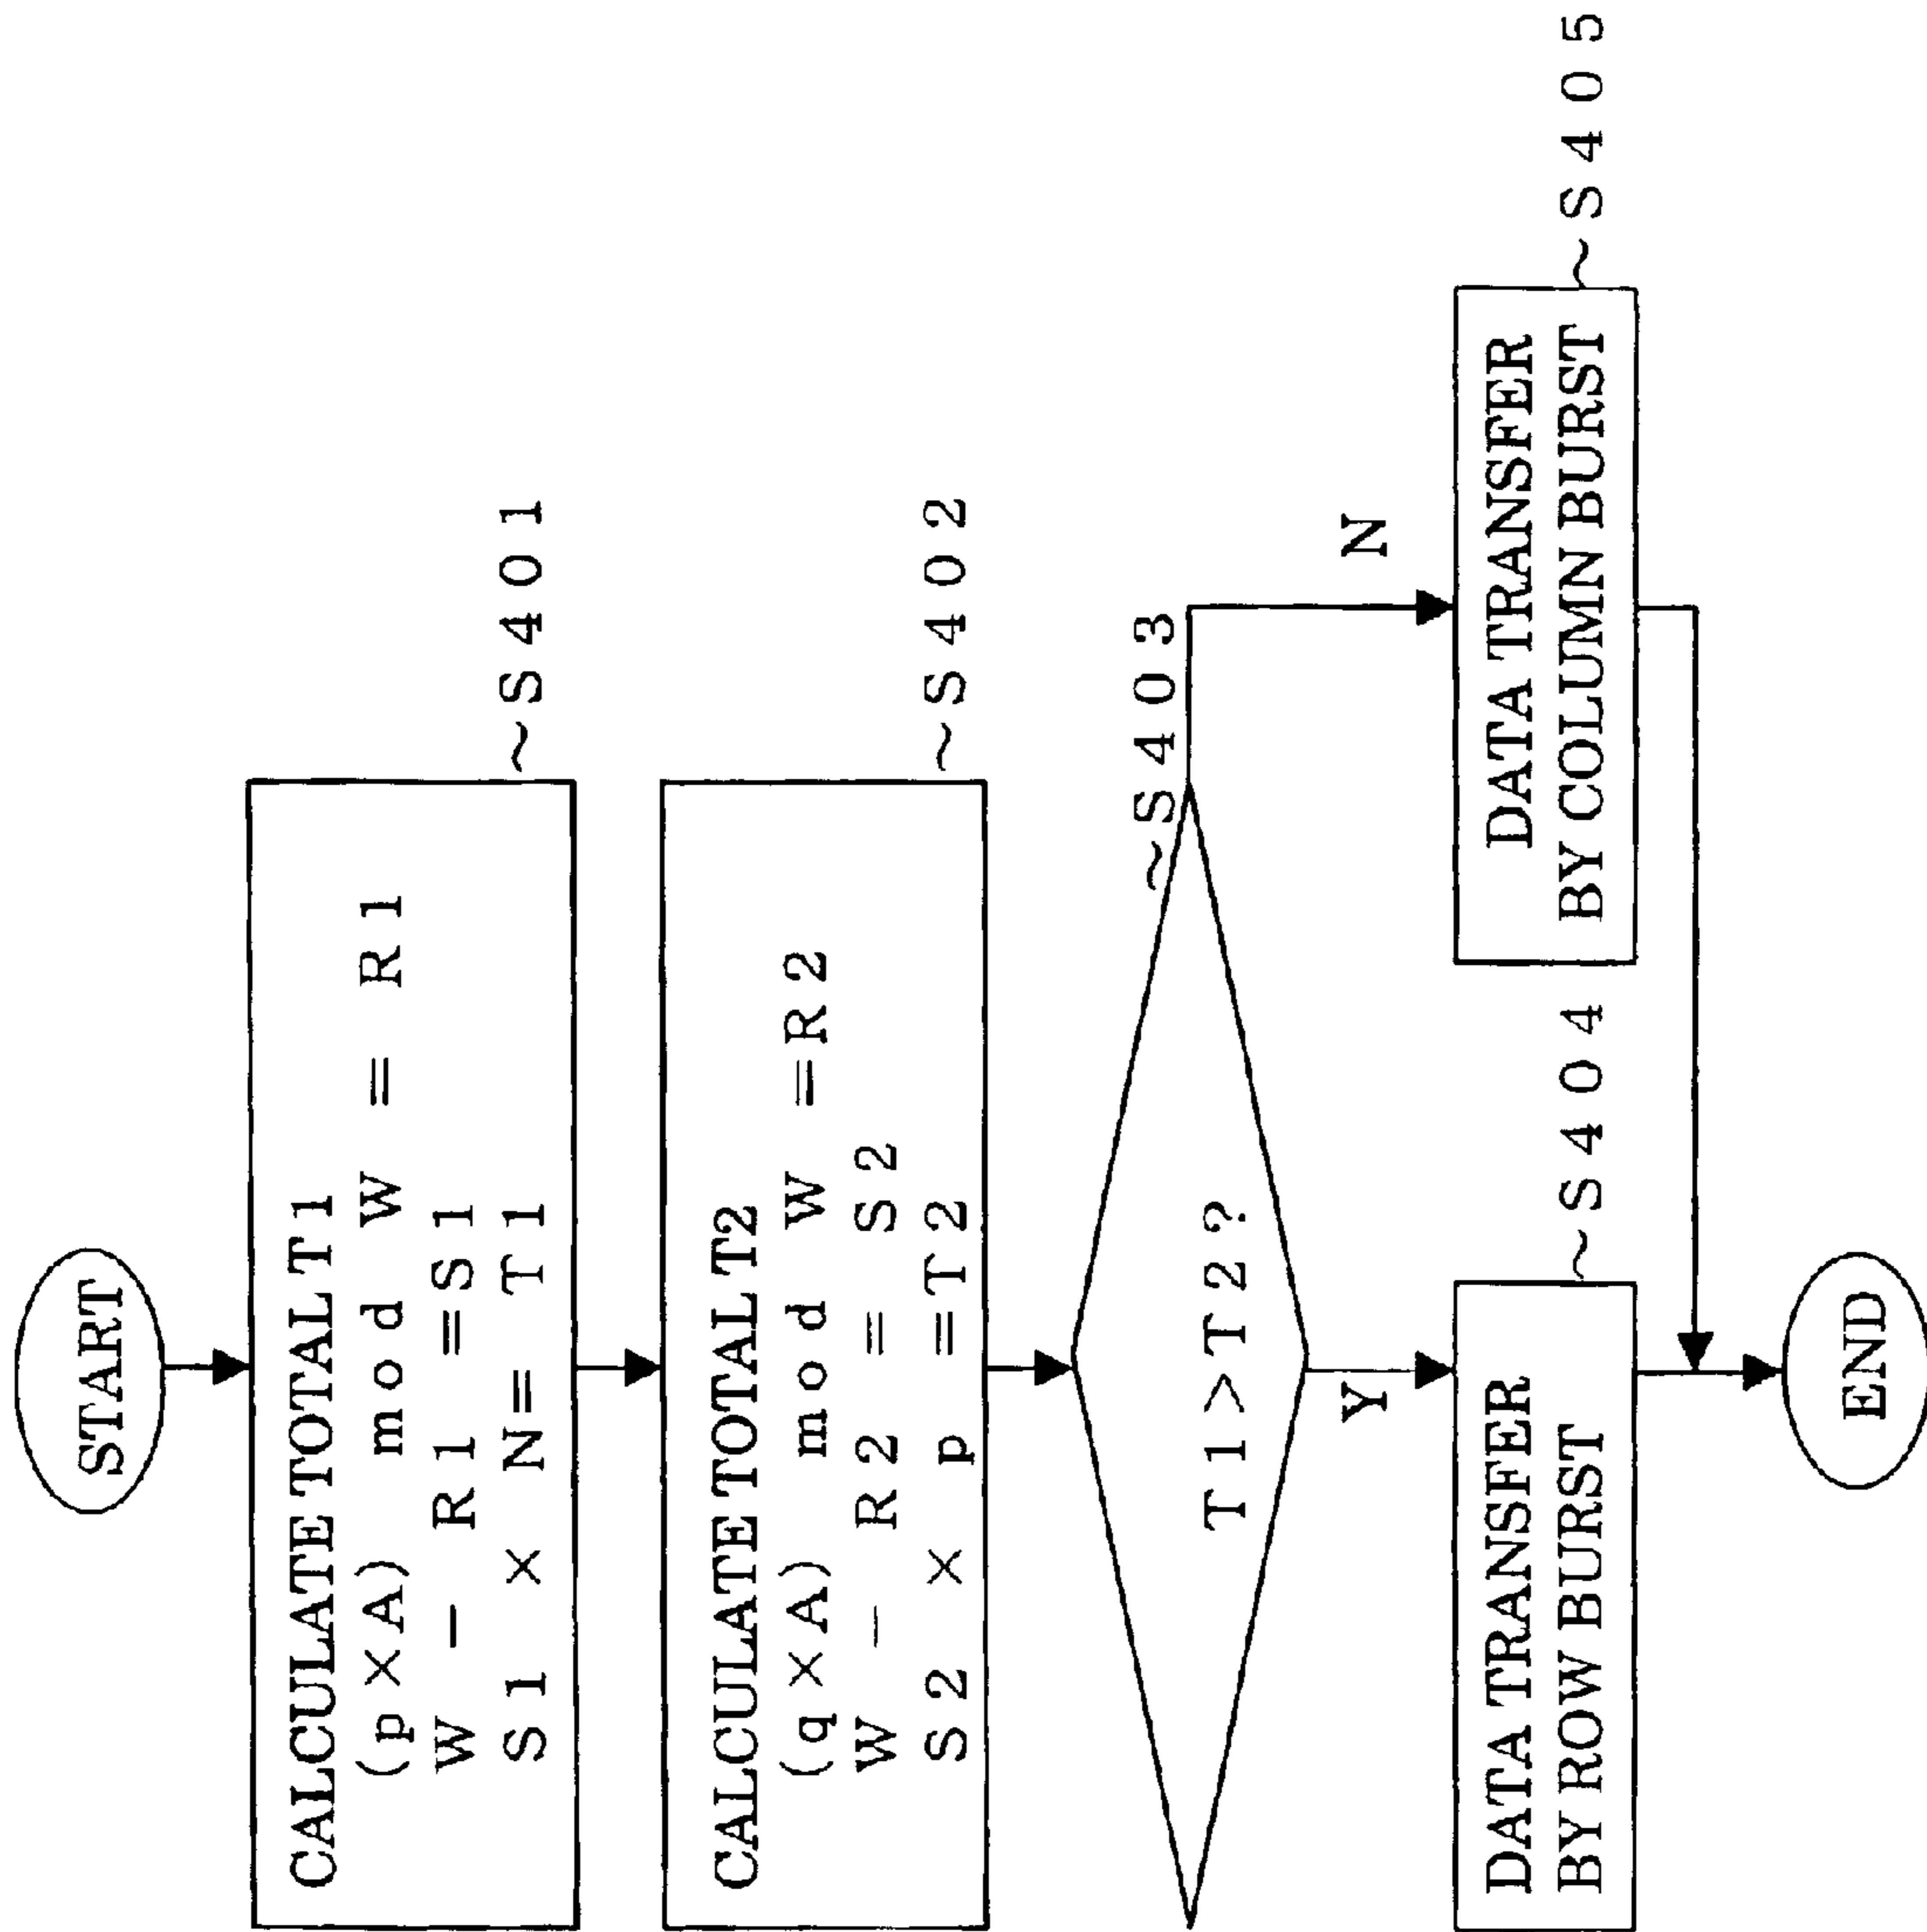 START
CALCULATE TOTAL T1
(p×A) mod W = R1
W - R1 =S1
S1 × N= T1
~S401
CALCULATE TOTAL T2
(q×A) mod W =R2
W - R2 = S2
S2 × p =T2
~S402
~S403
T1>T2?
Y
N
DATA TRANSFER
BY ROW BURST
~S404
DATA TRANSFER
BY COLUMN BURST
~S405
END